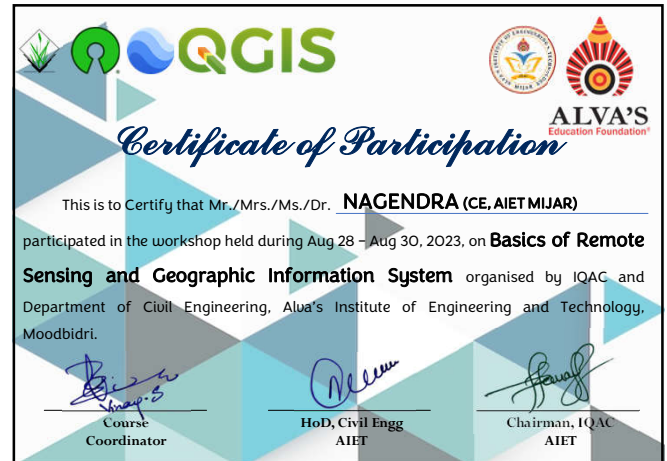 QGIS
ALVA'S
Education Foundation®
Certificate of Participation
This is to Certify that Mr./Mrs./Ms./Dr. NAGENDRA (CE, AIET MIJAR)
participated in the workshop held during Aug 28 – Aug 30, 2023, on Basics of Remote
Sensing and Geographic Information System organised by IQAC and
Department of Civil Engineering, Alva's Institute of Engineering and Technology,
Moodbidri.
Vinay.S
Course
Coordinator
HoD, Civil Engg
AIET
Chairman, IQAC
AIET